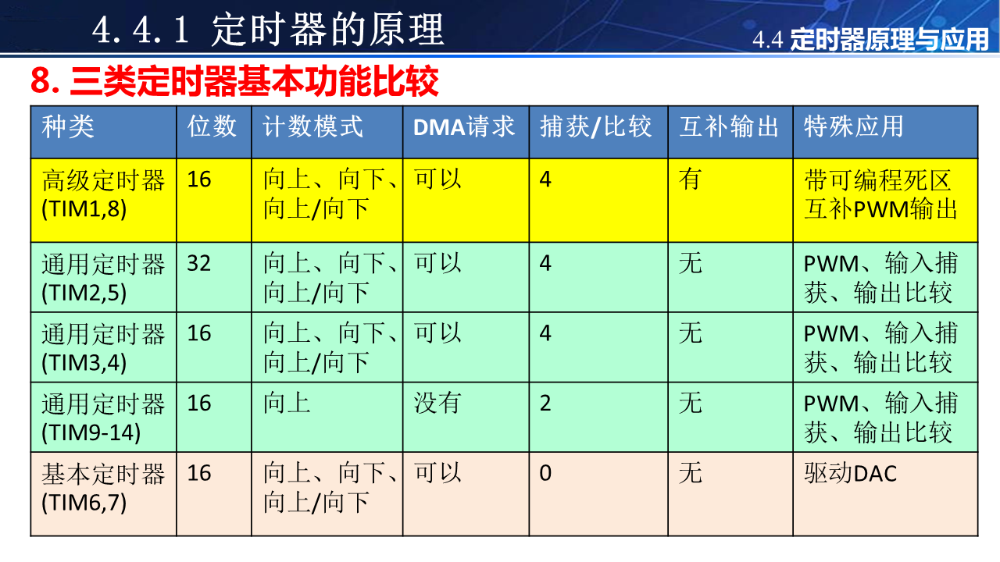 4.4.1 定时器的原理
4.4 定时器原理与应用
8. 三类定时器基本功能比较
种类 位数 计数模式 DMA请求 捕获/比较 互补输出 特殊应用
高级定时器 16 向上、向下、 可以 4 有 带可编程死区
(TIM1,8) 向上/向下 互补PWM输出
通用定时器 32 向上、向下、 可以 4 无 PWM、输入捕
(TIM2,5) 向上/向下 获、输出比较
通用定时器 16 向上、向下、 可以 4 无 PWM、输入捕
(TIM3,4) 向上/向下 获、输出比较
通用定时器 16 向上 没有 2 无 PWM、输入捕
(TIM9-14) 获、输出比较
基本定时器 16 向上、向下、 可以 0 无 驱动DAC
(TIM6,7) 向上/向下